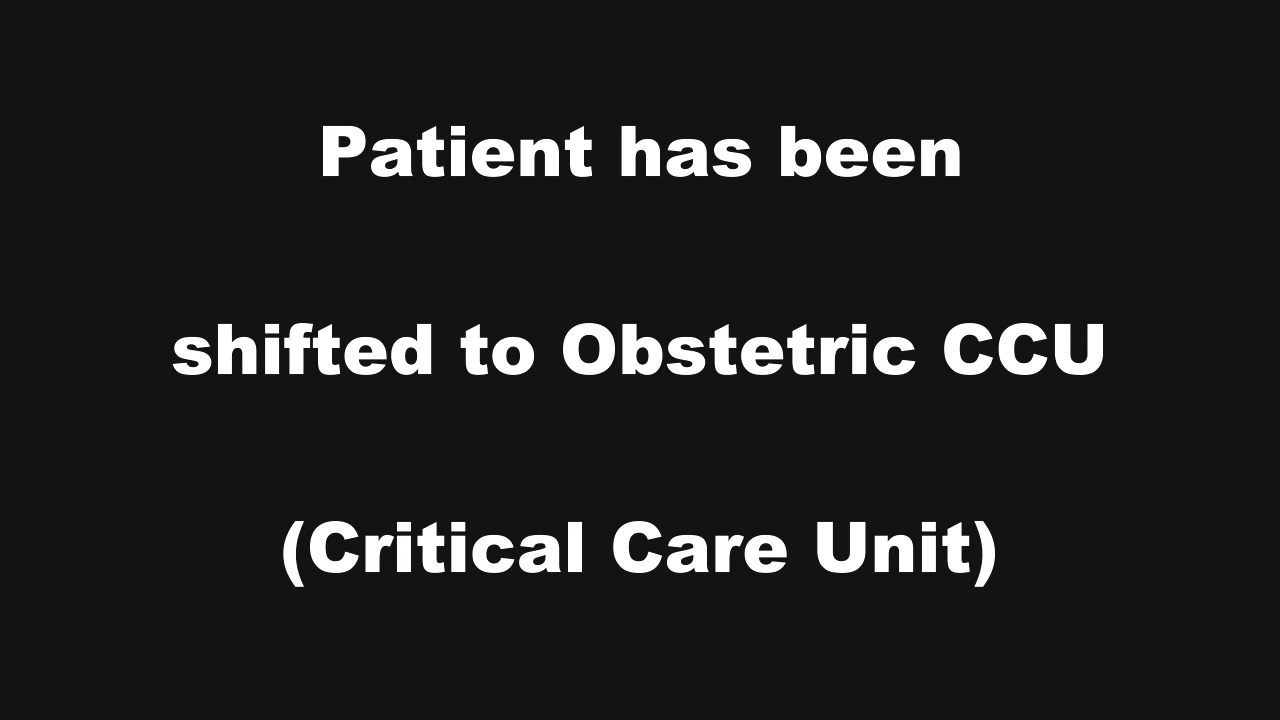 Patient has been
shifted to Obstetric CCU
(Critical Care Unit)